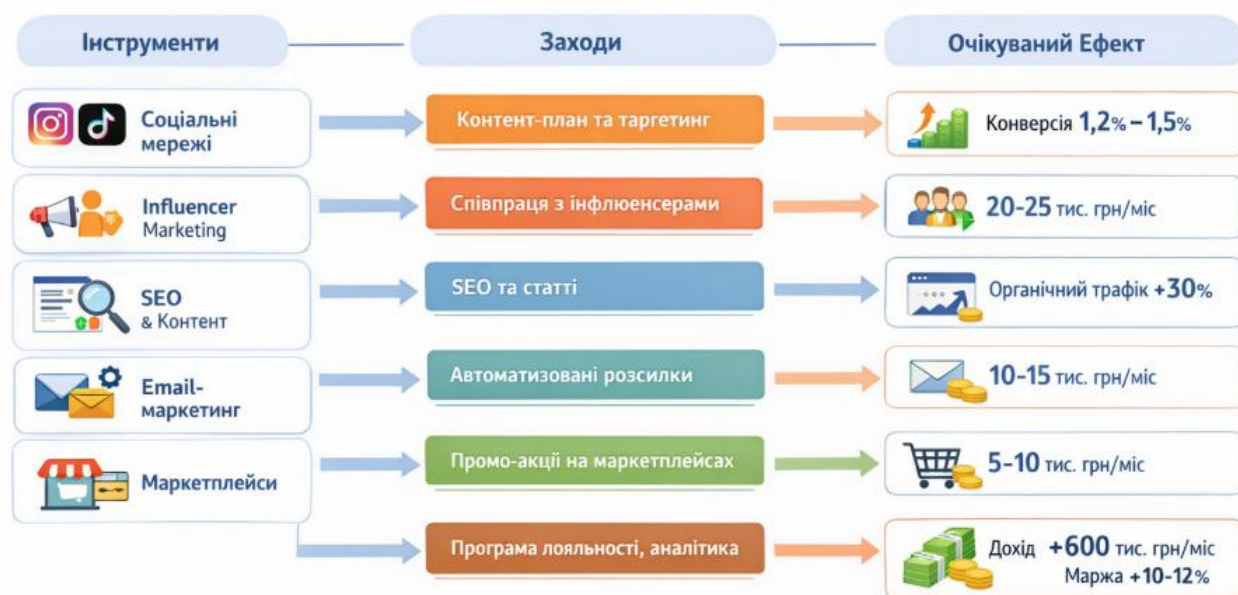 Інструменти
Заходи
Очікуваний Ефект
Соціальні
мережі
Контент-план та таргетинг
Конверсія 1,2% – 1,5%
Influencer
Marketing
Співпраця з інфлюенсерами
20-25 тис. грн/міс
SEO
& Контент
SEO та статті
Органічний трафік +30%
Email-
маркетинг
Автоматизовані розсилки
10-15 тис. грн/міс
Маркетплейси
Промо-акції на маркетплейсах
5-10 тис. грн/міс
Програма лояльності, аналітика
Дохід +600 тис. грн/міс
Маржа +10-12%